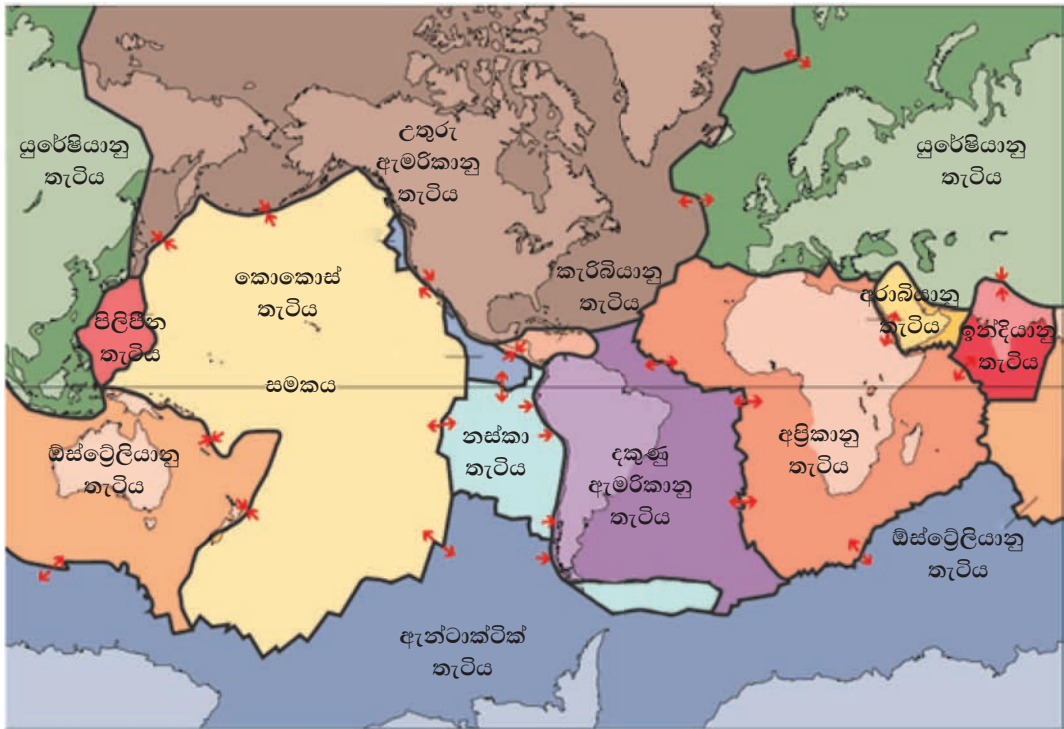 යුරේෂියානු
තැටිය
උතුරු
ඇමරිකානු
තැටිය
යුරේෂියානු
තැටිය
කොකොස්
තැටිය
කැරිබියානු
තැටිය
අරාබියානු
තැටිය
පිලිපීන
තැටිය
ඉන්දියානු
තැටිය
සමකය
ඕස්ට්‍රේලියානු
තැටිය
නස්කා
තැටිය
දකුණු
ඇමරිකානු
තැටිය
අප්‍රිකානු
තැටිය
ඕස්ට්‍රේලියානු
තැටිය
ඇන්ටාක්ටික්
තැටිය